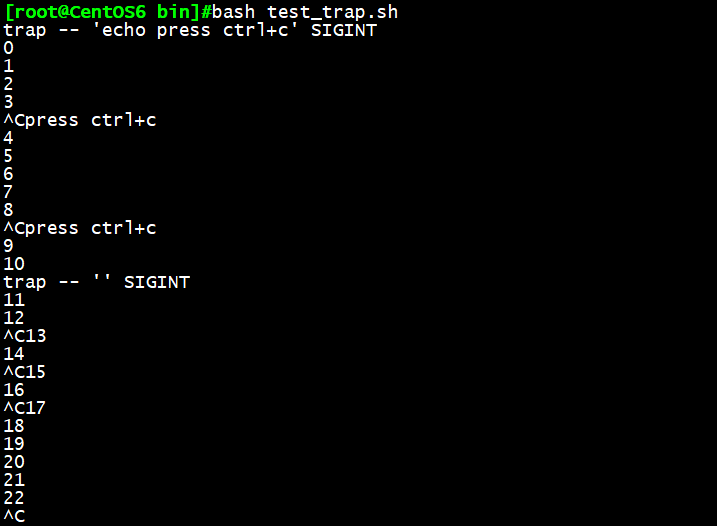 [root@CentOS6 bin]#bash test_trap.sh
trap -- 'echo press ctrl+c' SIGINT
0
1
2
3
^Cpress ctrl+c
4
5
6
7
8
^Cpress ctrl+c
9
10
trap -- '' SIGINT
11
12
^C13
14
^C15
16
^C17
18
19
20
21
22
^C